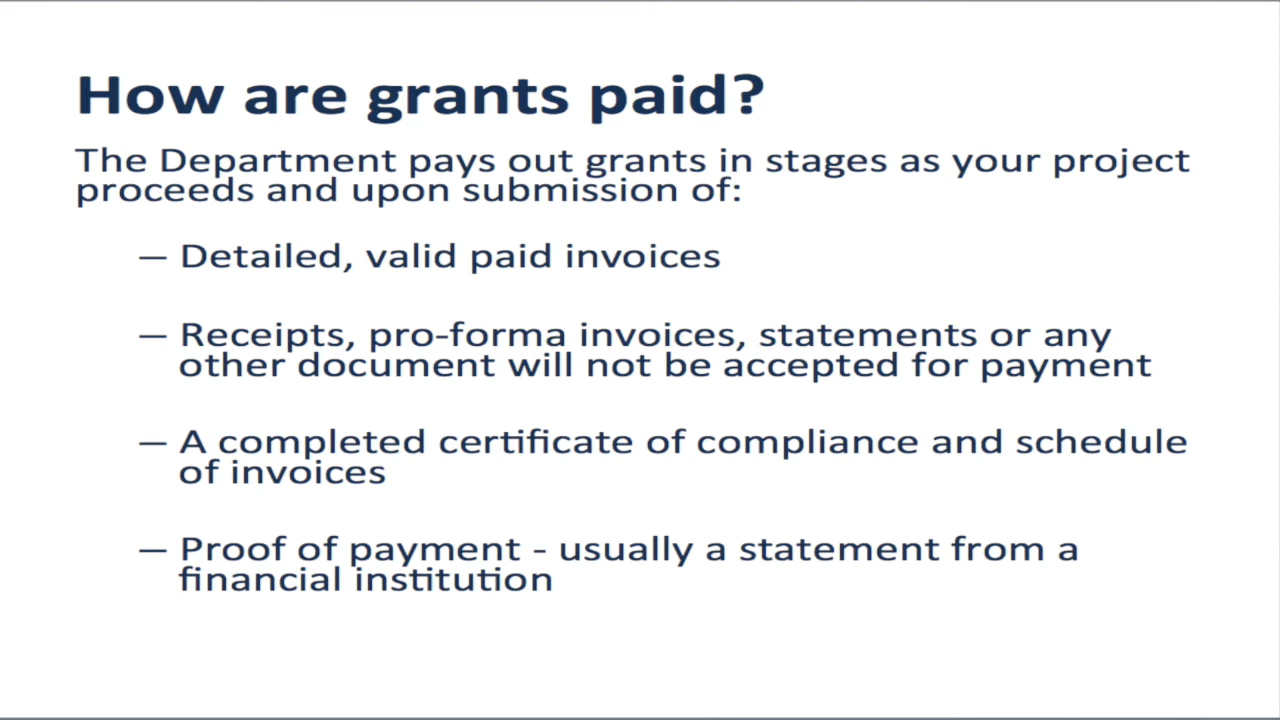 How are grants paid?
The Department pays out grants in stages as your project
proceeds and upon submission of:
— Detailed, valid paid invoices
— Receipts, pro-forma invoices, statements or any
other document will not be accepted for payment
— A completed certificate of compliance and schedule
of invoices
— Proof of payment - usually a statement from a
financial institution